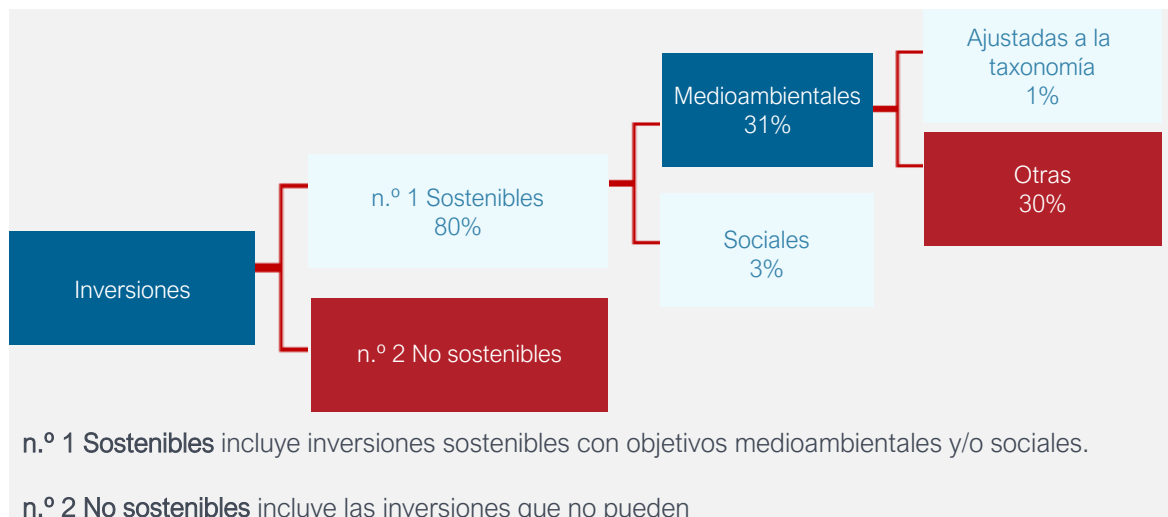 Inversiones
n.º 1 Sostenibles
80%
n.º 2 No sostenibles
Medioambientales
31%
Sociales
3%
Ajustadas a la
taxonomía
1%
Otras
30%
n.º 1 Sostenibles incluye inversiones sostenibles con objetivos medioambientales y/o sociales.
n.º 2 No sostenibles incluye las inversiones que no pueden